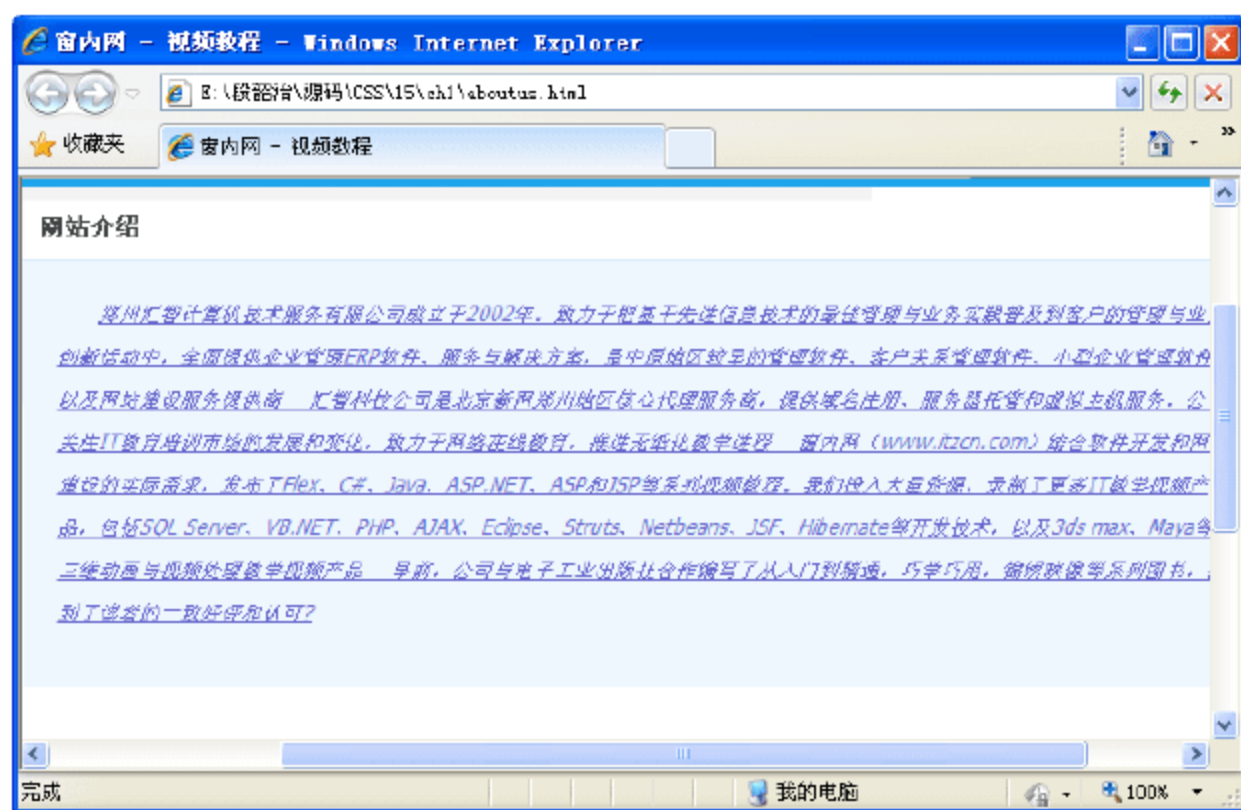 窗内网 - 视频教程 - Windows Internet Explorer
E:\段韶治\源码\CSS\15\ch1\aboutus.html
收藏夹
窗内网 - 视频教程
网站介绍
郑州汇智计算机技术服务有限公司成立于2002年，致力于把基于先进信息技术的最佳管理与业务实践普及到客户的管理与业
创新活动中，全面提供企业管理ERP软件、服务与解决方案，是中原地区较早的管理软件、客户关系管理软件、小型企业管理软件
以及网站建设服务提供商 汇智科技公司是北京新网郑州地区核心代理服务商，提供域名注册、服务器托管和虚拟主机服务。公
关注IT教育培训市场的发展和变化，致力于网络在线教育，推进无纸化教学进程 窗内网（www.itzcn.com）结合软件开发和网
建设的实际需求，发布了Flex、C#、Java、ASP.NET、ASP和JSP等系列视频教程。我们投入大量资源，录制了更多IT教学视频产
品，包括SQL Server、VB.NET、PHP、AJAX、Eclipse、Struts、Netbeans、JSF、Hibernate等开发技术，以及3ds max、Maya等
三维动画与视频处理教学视频产品 早前，公司与电子工业出版社合作编写了从入门到精通，巧学巧用，锦绣映像等系列图书，
到了读者的一致好评和认可?
完成
我的电脑
100%